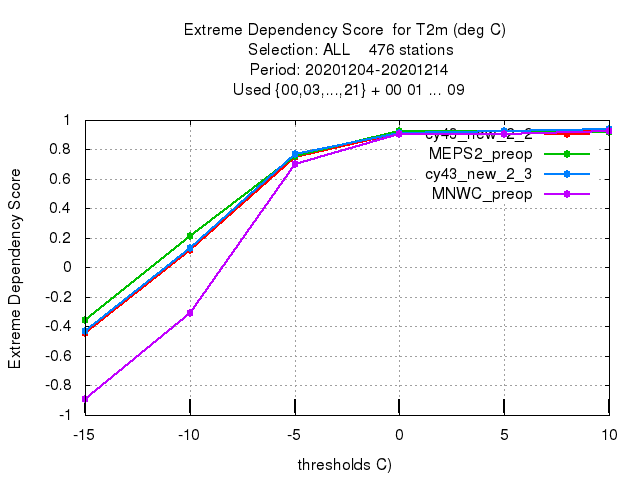 Extreme Dependency Score  for T2m (deg C)
Selection: ALL    476 stations
Period: 20201204-20201214
Used {00,03,...,21} + 00 01 ... 09
Extreme Dependency Score
1
0.8
0.6
0.4
0.2
0
-0.2
-0.4
-0.6
-0.8
-1
cy43_new_2_2
MEPS2_preop
cy43_new_2_3
MNWC_preop
-15 -10 -5 0 5 10
thresholds C)